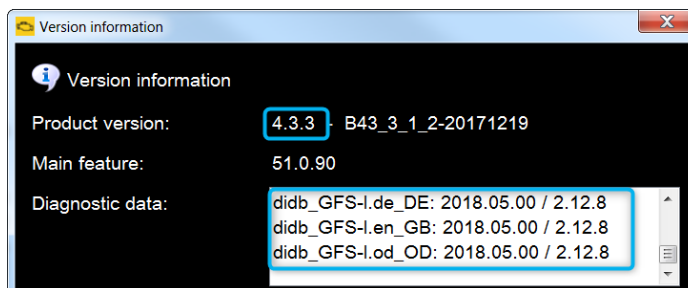 Version information
Version information
Product version: 4.3.3 - B43_3_1_2-20171219
Main feature: 51.0.90
Diagnostic data: didb_GFS-I.de_DE: 2018.05.00 / 2.12.8
didb_GFS-I.en_GB: 2018.05.00 / 2.12.8
didb_GFS-I.od_OD: 2018.05.00 / 2.12.8